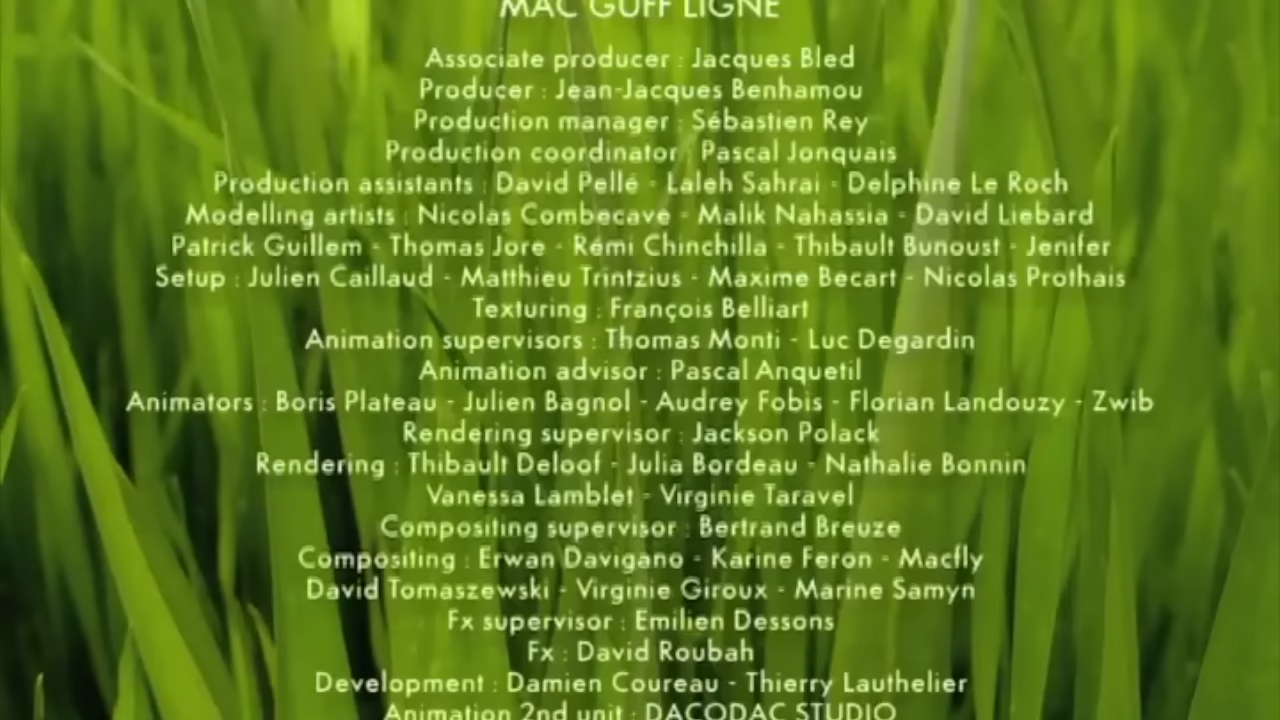 MAC GUFF LIGNE
Associate producer : Jacques Bled
Producer : Jean-Jacques Benhamou
Production manager : Sébastien Rey
Production coordinator : Pascal Jonquais
Production assistants : David Pellé - Laleh Sahrai - Delphine Le Roch
Modelling artists : Nicolas Combecave - Malik Nahassia - David Liebard
Patrick Guillem - Thomas Jore - Rémi Chinchilla - Thibault Bunoust - Jenifer
Setup : Julien Caillaud - Matthieu Trintzius - Maxime Becart - Nicolas Prothais
Texturing : François Belliart
Animation supervisors : Thomas Monti - Luc Degardin
Animation advisor : Pascal Anquetil
Animators : Boris Plateau - Julien Bagnol - Audrey Fobis - Florian Landouzy - Zwib
Rendering supervisor : Jackson Polack
Rendering : Thibault Deloof - Julia Bordeau - Nathalie Bonnin
Vanessa Lamblet - Virginie Taravel
Compositing supervisor : Bertrand Breuze
Compositing : Erwan Davigano - Karine Feron - Macfly
David Tomaszewski - Virginie Giroux - Marine Samyn
Fx supervisor : Emilien Dessons
Fx : David Roubah
Development : Damien Coureau - Thierry Lauthelier
Animation 2nd unit : DACODAC STUDIO